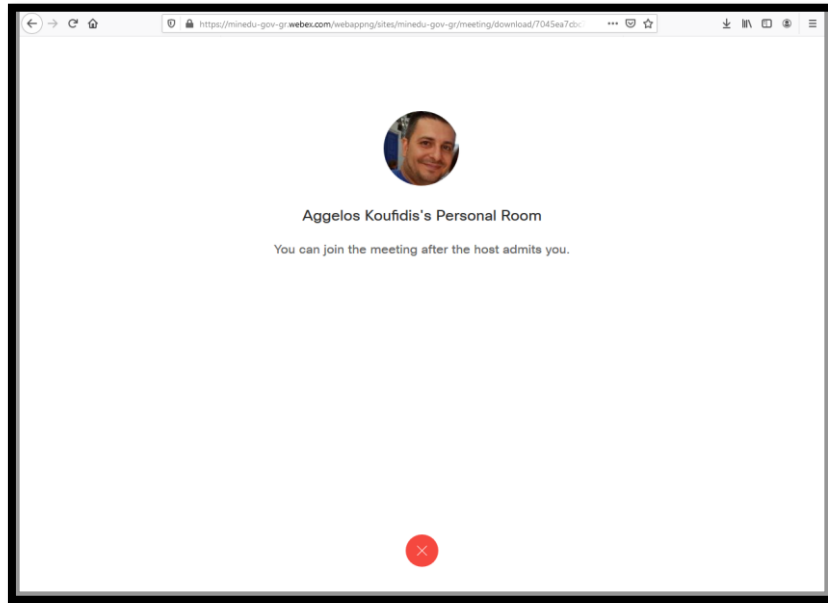 https://minedu-gov-gr.webex.com/webappng/sites/minedu-gov-gr/meeting/download/7045ea7cbc
Aggelos Koufidis's Personal Room
You can join the meeting after the host admits you.